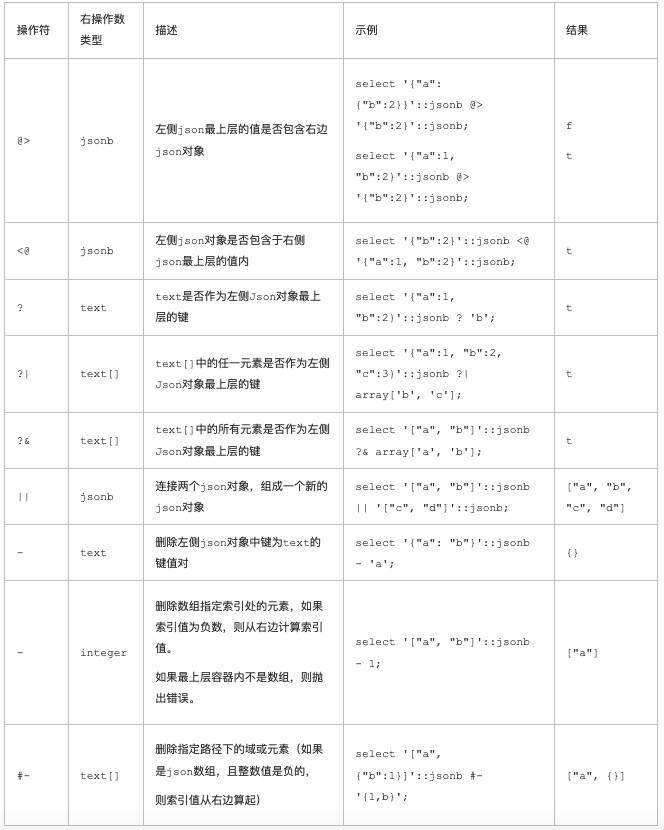 操作符
右操作数
类型
描述
示例
结果
@>
jsonb
左侧json最上层的值是否包含右边
json对象
select '{"a":
{"b":2}}'::jsonb @>
'{"b":2}'::jsonb;
select '{"a":1,
"b":2}'::jsonb @>
'{"b":2}'::jsonb;
f
t
<@
jsonb
左侧json对象是否包含于右侧
json最上层的值内
select '{"b":2}'::jsonb <@
'{"a":1, "b":2}'::jsonb;
t
?
text
text是否作为左侧Json对象最上
层的键
select '{"a":1,
"b":2}'::jsonb ? 'b';
t
?|
text[]
text[]中的任一元素是否作为左侧
Json对象最上层的键
select '{"a":1, "b":2,
"c":3}'::jsonb ?|
array['b', 'c'];
t
?&
text[]
text[]中的所有元素是否作为左侧
Json对象最上层的键
select '["a", "b"]'::jsonb
?& array['a', 'b'];
t
||
jsonb
连接两个json对象，组成一个新的
json对象
select '["a", "b"]'::jsonb
|| '["c", "d"]'::jsonb;
["a", "b",
"c", "d"]
-
text
删除左侧json对象中键为text的
键值对
select '{"a": "b"}'::jsonb
- 'a';
{}
-
integer
删除数组指定索引处的元素，如果
索引值为负数，则从右边计算索引
值。
如果最上层容器内不是数组，则抛
出错误。
select '["a", "b"]'::jsonb
- 1;
["a"]
#-
text[]
删除指定路径下的域或元素（如果
是json数组，且整数值是负的，
则索引值从右边算起）
select '["a",
{"b":1}]'::jsonb #-
'{1,b}';
["a", {}]